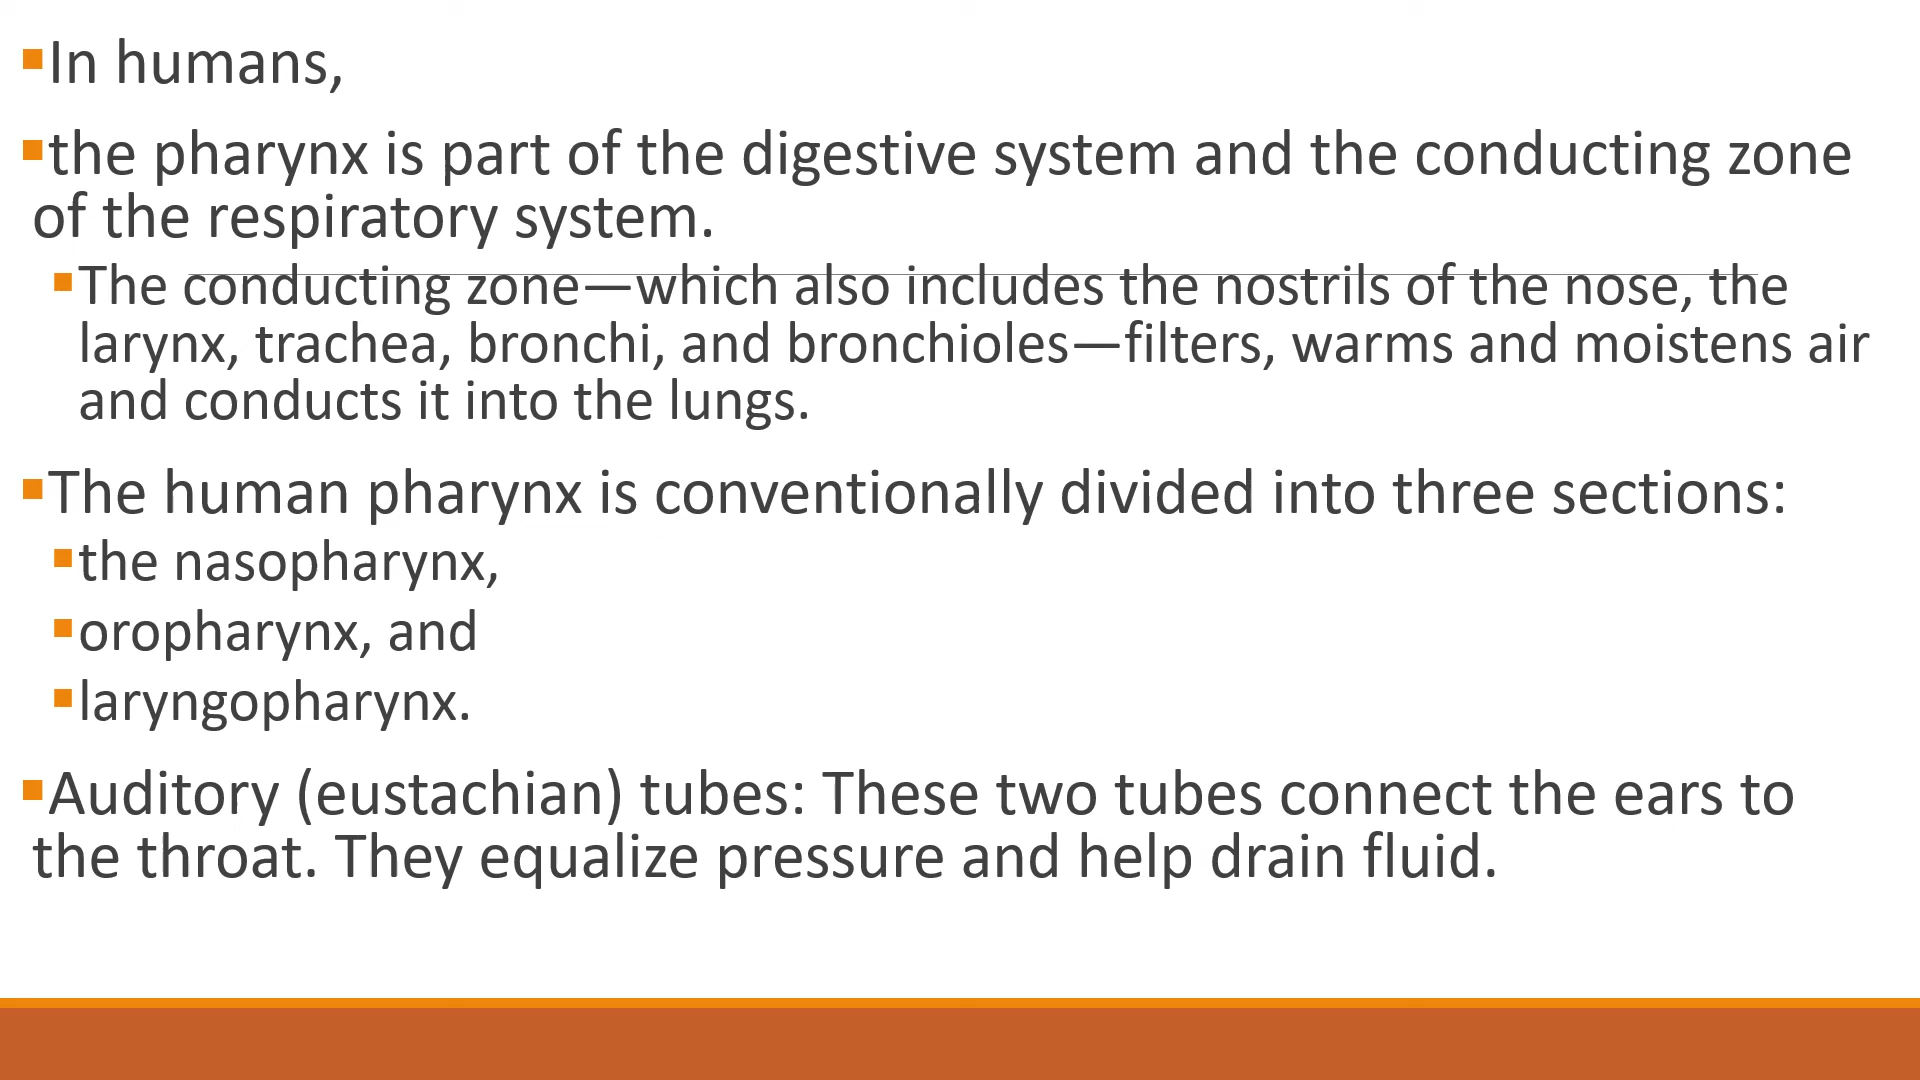 ▪In humans,
▪the pharynx is part of the digestive system and the conducting zone
of the respiratory system.
▪The conducting zone—which also includes the nostrils of the nose, the
larynx, trachea, bronchi, and bronchioles—filters, warms and moistens air
and conducts it into the lungs.
▪The human pharynx is conventionally divided into three sections:
▪the nasopharynx,
▪oropharynx, and
▪laryngopharynx.
▪Auditory (eustachian) tubes: These two tubes connect the ears to
the throat. They equalize pressure and help drain fluid.